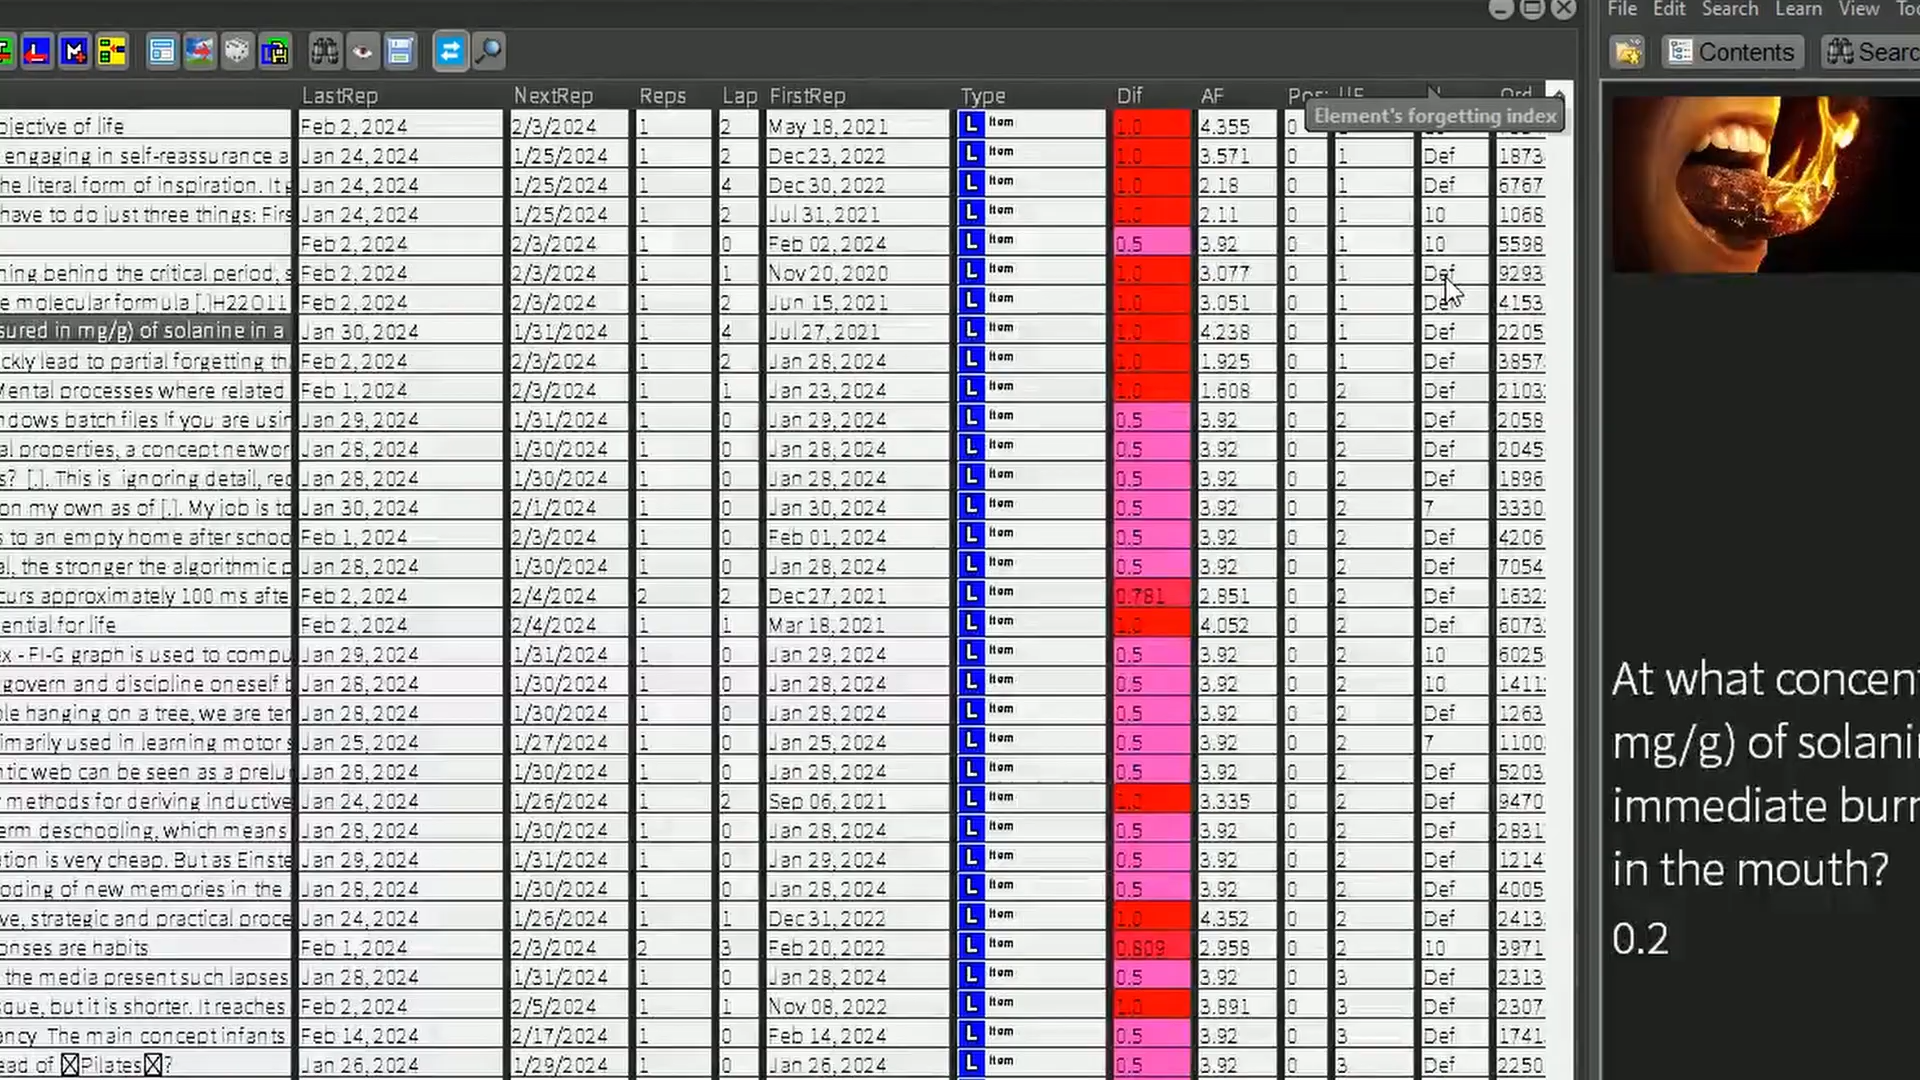 File Edit Search Learn View
Contents
LastRep NextRep Reps Lap FirstRep Type Dif AF
Element's forgetting index
jective of life Feb 2, 2024 2/3/2024 1 2 May 18, 2021 L Item 1.0 4.355 0
engaging in self-reassurance a Jan 24, 2024 1/25/2024 1 2 Dec 23, 2022 L Item 1.0 3.571 0 1 Def 1873
he literal form of inspiration. It g Jan 24, 2024 1/25/2024 1 4 Dec 30, 2022 L Item 1.0 2.18 0 1 Def 6767
have to do just three things: Firs Jan 24, 2024 1/25/2024 1 2 Jul 31, 2021 L Item 1.0 2.11 0 1 10 1068
Feb 2, 2024 2/3/2024 1 0 Feb 02, 2024 L Item 0.5 3.92 0 1 10 5598
ning behind the critical period, s Feb 2, 2024 2/3/2024 1 1 Nov 20, 2020 L Item 1.0 3.077 0 1 Def 9293
e molecular formula [.]H22O11 Feb 2, 2024 2/3/2024 1 2 Jun 15, 2021 L Item 1.0 3.051 0 1 Def 4153
sured in mg/g) of solanine in a Jan 30, 2024 1/31/2024 1 4 Jul 27, 2021 L Item 1.0 4.238 0 1 Def 2205
ckly lead to partial forgetting th Feb 2, 2024 2/3/2024 1 2 Jan 28, 2024 L Item 1.0 1.925 0 1 Def 3857
Mental processes where related Feb 1, 2024 2/3/2024 1 1 Jan 23, 2024 L Item 1.0 1.608 0 2 Def 2103
ndows batch files If you are usin Jan 29, 2024 1/31/2024 1 0 Jan 29, 2024 L Item 0.5 3.92 0 2 Def 2058
al properties, a concept networ Jan 28, 2024 1/30/2024 1 0 Jan 28, 2024 L Item 0.5 3.92 0 2 Def 2045
s? [.]. This is ignoring detail, rec Jan 28, 2024 1/30/2024 1 0 Jan 28, 2024 L Item 0.5 3.92 0 2 Def 1896
on my own as of [.]. My job is to Jan 30, 2024 2/1/2024 1 0 Jan 30, 2024 L Item 0.5 3.92 0 2 7 3330
s to an empty home after schoo Feb 1, 2024 2/3/2024 1 0 Feb 01, 2024 L Item 0.5 3.92 0 2 Def 4206
al, the stronger the algorithmic p Jan 28, 2024 1/30/2024 1 0 Jan 28, 2024 L Item 0.5 3.92 0 2 Def 7054
curs approximately 100 ms afte Feb 2, 2024 2/4/2024 2 2 Dec 27, 2021 L Item 0.781 2.851 0 2 Def 1632
ential for life Feb 2, 2024 2/4/2024 1 1 Mar 18, 2021 L Item 1.0 4.052 0 2 Def 6073
x - FI-G graph is used to compu Jan 29, 2024 1/31/2024 1 0 Jan 29, 2024 L Item 0.5 3.92 0 2 10 6025
govern and discipline oneself b Jan 28, 2024 1/30/2024 1 0 Jan 28, 2024 L Item 0.5 3.92 0 2 10 1411
le hanging on a tree, we are ter Jan 28, 2024 1/30/2024 1 0 Jan 28, 2024 L Item 0.5 3.92 0 2 Def 1263
imarily used in learning motor s Jan 25, 2024 1/27/2024 1 0 Jan 25, 2024 L Item 0.5 3.92 0 2 7 1100
ntic web can be seen as a prelu Jan 28, 2024 1/30/2024 1 0 Jan 28, 2024 L Item 0.5 3.92 0 2 Def 5203
methods for deriving inductive Jan 24, 2024 1/26/2024 1 2 Sep 06, 2021 L Item 1.0 3.335 0 2 Def 9470
erm deschooling, which means Jan 28, 2024 1/30/2024 1 0 Jan 28, 2024 L Item 0.5 3.92 0 2 Def 2831
tion is very cheap. But as Einste Jan 29, 2024 1/31/2024 1 0 Jan 29, 2024 L Item 0.5 3.92 0 2 Def 1214
oding of new memories in the Jan 28, 2024 1/30/2024 1 0 Jan 28, 2024 L Item 0.5 3.92 0 2 Def 4005
ve, strategic and practical proce Jan 24, 2024 1/26/2024 1 1 Dec 31, 2022 L Item 1.0 4.352 0 2 Def 2413
onses are habits Feb 1, 2024 2/3/2024 2 3 Feb 20, 2022 L Item 0.809 2.958 0 2 10 3971
the media present such lapses Jan 28, 2024 1/31/2024 1 0 Jan 28, 2024 L Item 0.5 3.92 0 3 Def 2313
que, but it is shorter. It reaches Feb 2, 2024 2/5/2024 1 1 Nov 08, 2022 L Item 1.0 3.891 0 3 Def 2307
ancy The main concept infants Feb 14, 2024 2/17/2024 1 0 Feb 14, 2024 L Item 0.5 3.92 0 3 Def 1741
ead of Pilates? Jan 26, 2024 1/29/2024 1 0 Jan 26, 2024 L Item 0.5 3.92 0 3 Def 2250
At what concent
mg/g) of solani
immediate burn
in the mouth?
0.2